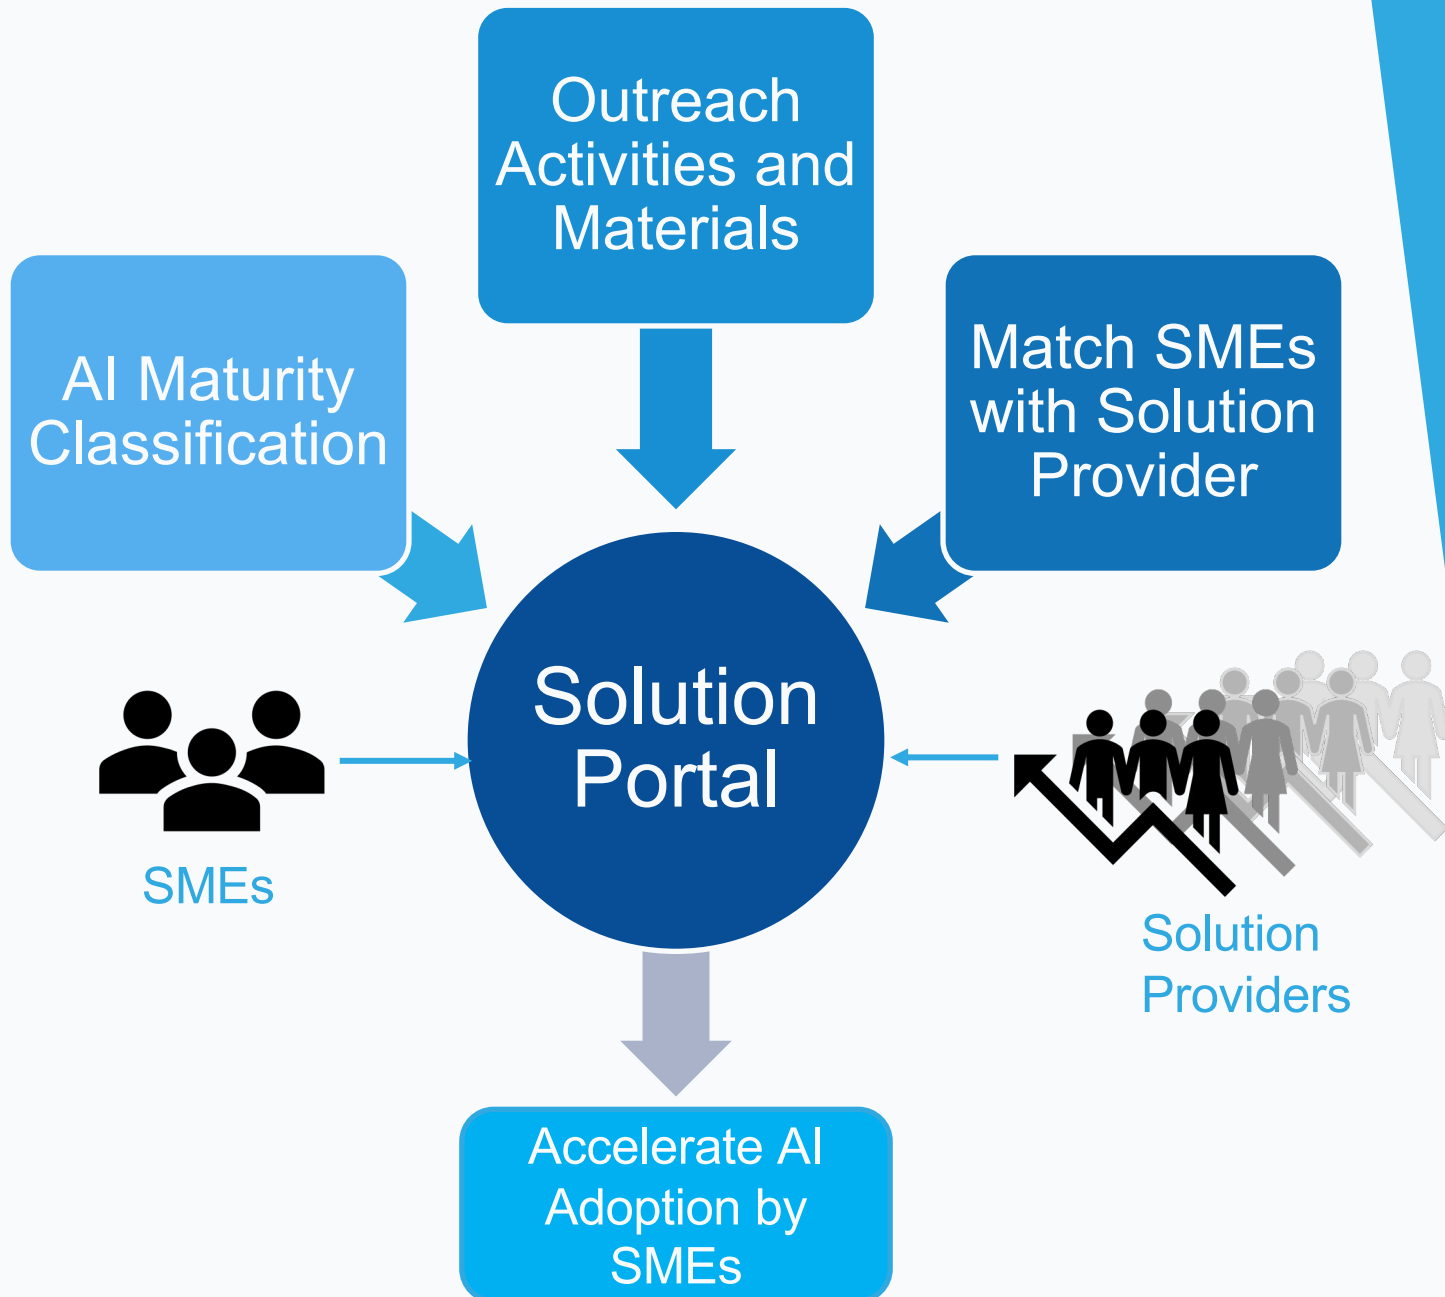 Outreach
Activities and
Materials
AI Maturity
Classification
Match SMEs
with Solution
Provider
Solution
Portal
SMEs
Solution
Providers
Accelerate AI
Adoption by
SMEs